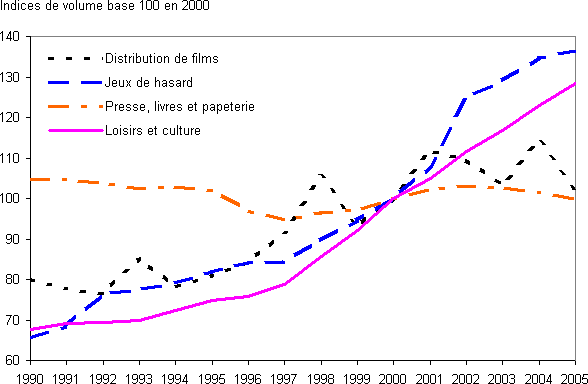 Indices de volume base 100 en 2000
140
130
120
110
100
90
80
70
60
Distribution de films
Jeux de hasard
Presse, livres et papeterie
Loisirs et culture
1990 1991 1992 1993 1994 1995 1996 1997 1998 1999 2000 2001 2002 2003 2004 2005